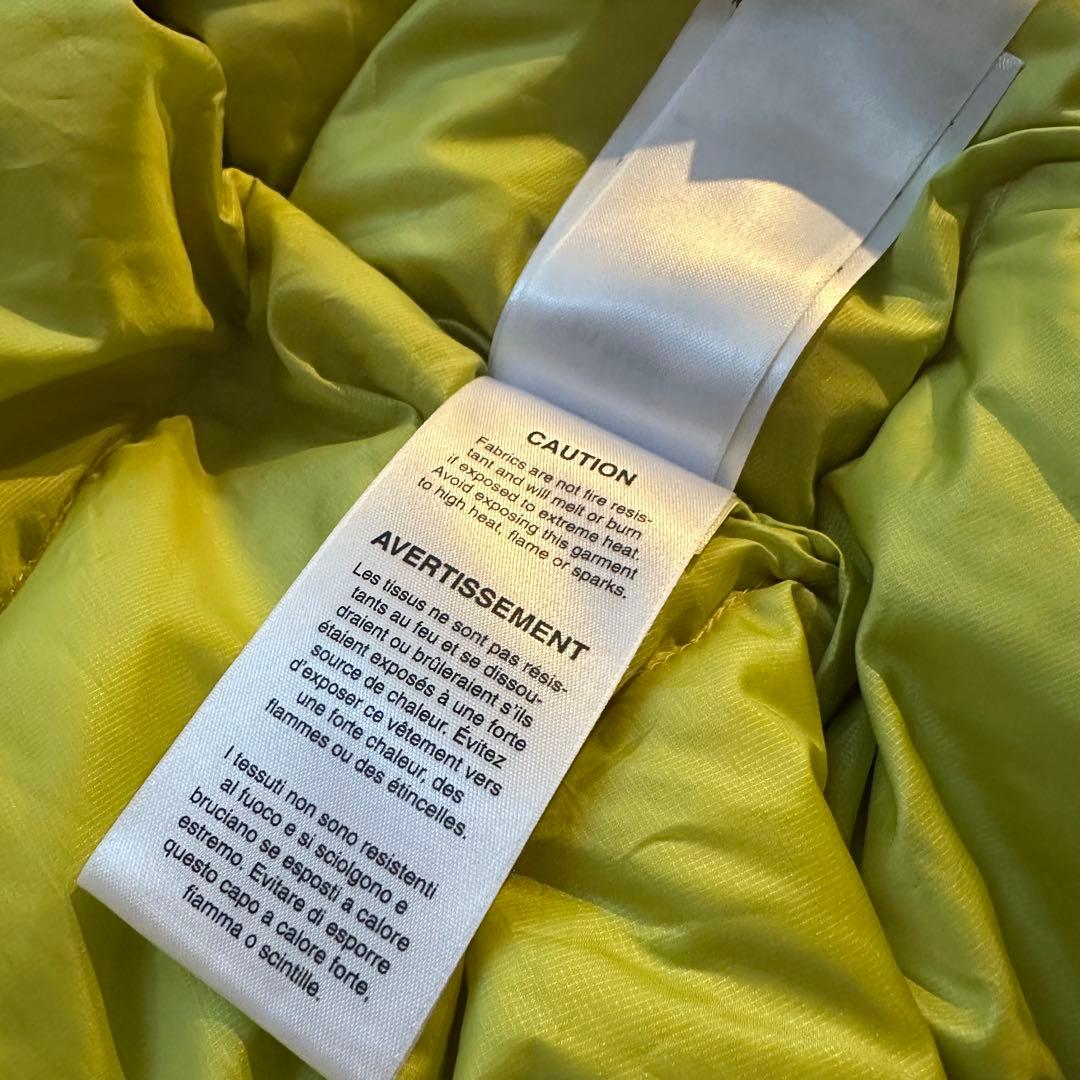 CAUTION
Fabrics are not fire resis-
tant and will melt or burn
if exposed to extreme heat.
Avoid exposing this garment
to high heat, flame or sparks.
AVERTISSEMENT
Les tissus ne sont pas résis-
tants au feu et se dissou-
draient ou brûleraient s'ils
étaient exposés à une forte
source de chaleur. Évitez
d'exposer ce vêtement vers
une forte chaleur, des
flammes ou des étincelles.
I tessuti non sono resistenti
al fuoco e si sciolgono e
bruciano se esposti a calore
estremo. Evitare di esporre
questo capo a calore forte,
fiamma o scintille.